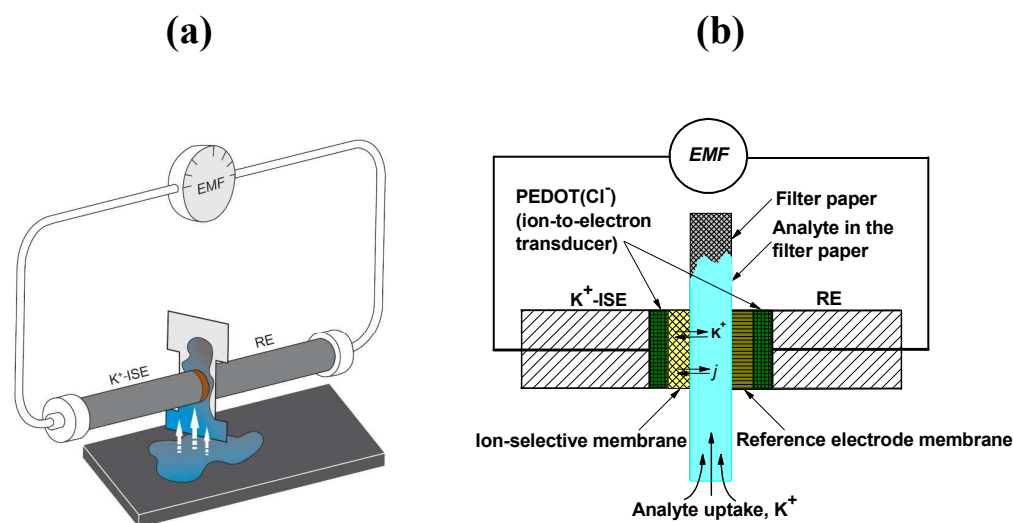 (a)
(b)
EMF
K⁺-ISE
RE
EMF
PEDOT(Cl⁻)
(ion-to-electron
transducer)
Filter paper
Analyte in the
filter paper
K⁺-ISE
RE
K⁺
j
Ion-selective membrane
Reference electrode membrane
Analyte uptake, K⁺